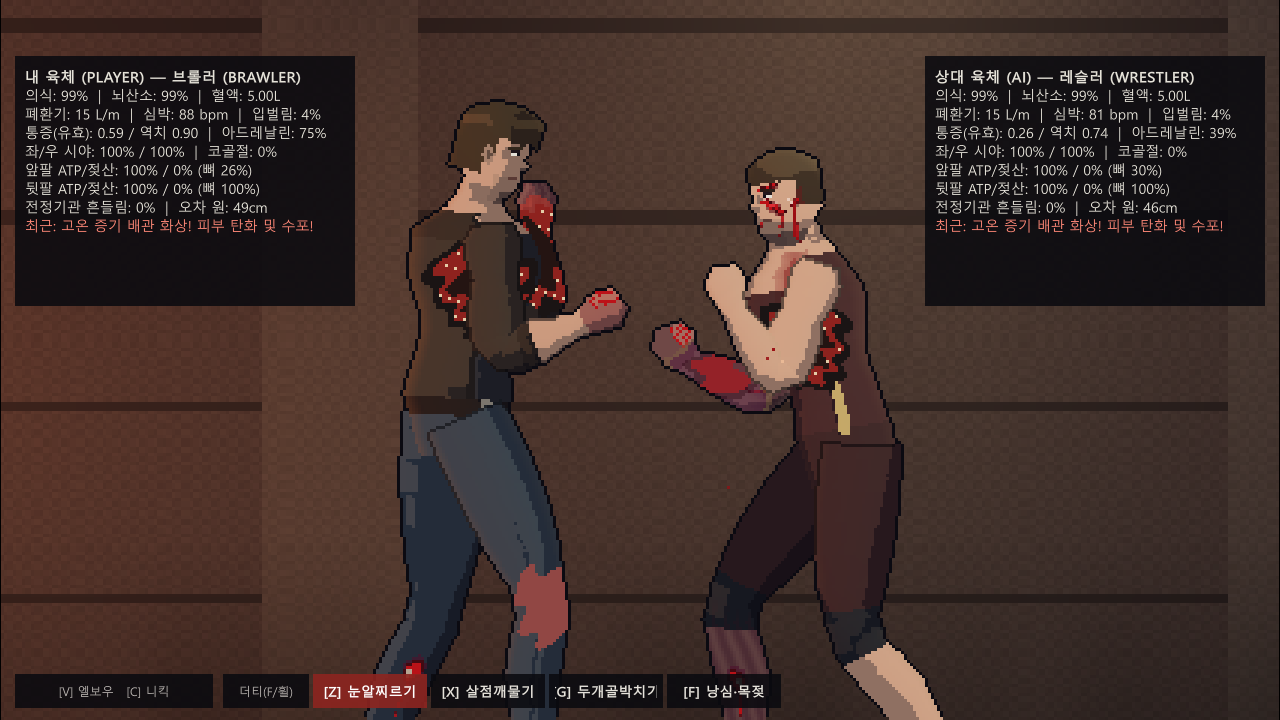 내 육체 (PLAYER) — 브롤러 (BRAWLER)
의식: 99% | 뇌산소: 99% | 혈액: 5.00L
폐환기: 15 L/m | 심박: 88 bpm | 입벌림: 4%
통증(유효): 0.59 / 역치 0.90 | 아드레날린: 75%
좌/우 시야: 100% / 100% | 코골절: 0%
앞팔 ATP/젖산: 100% / 0% (뼈 26%)
뒷팔 ATP/젖산: 100% / 0% (뼈 100%)
전정기관 흔들림: 0% | 오차 원: 49cm
최근: 고온 증기 배관 화상! 피부 탄화 및 수포!
상대 육체 (AI) — 레슬러 (WRESTLER)
의식: 99% | 뇌산소: 99% | 혈액: 5.00L
폐환기: 15 L/m | 심박: 81 bpm | 입벌림: 4%
통증(유효): 0.26 / 역치 0.74 | 아드레날린: 39%
좌/우 시야: 100% / 100% | 코골절: 0%
앞팔 ATP/젖산: 100% / 0% (뼈 30%)
뒷팔 ATP/젖산: 100% / 0% (뼈 100%)
전정기관 흔들림: 0% | 오차 원: 46cm
최근: 고온 증기 배관 화상! 피부 탄화 및 수포!
[V] 엘보우 [C] 니킥 더티(F/휠) [Z] 눈알찌르기 [X] 살점깨물기 [G] 두개골박치기 [F] 낭심·목젖